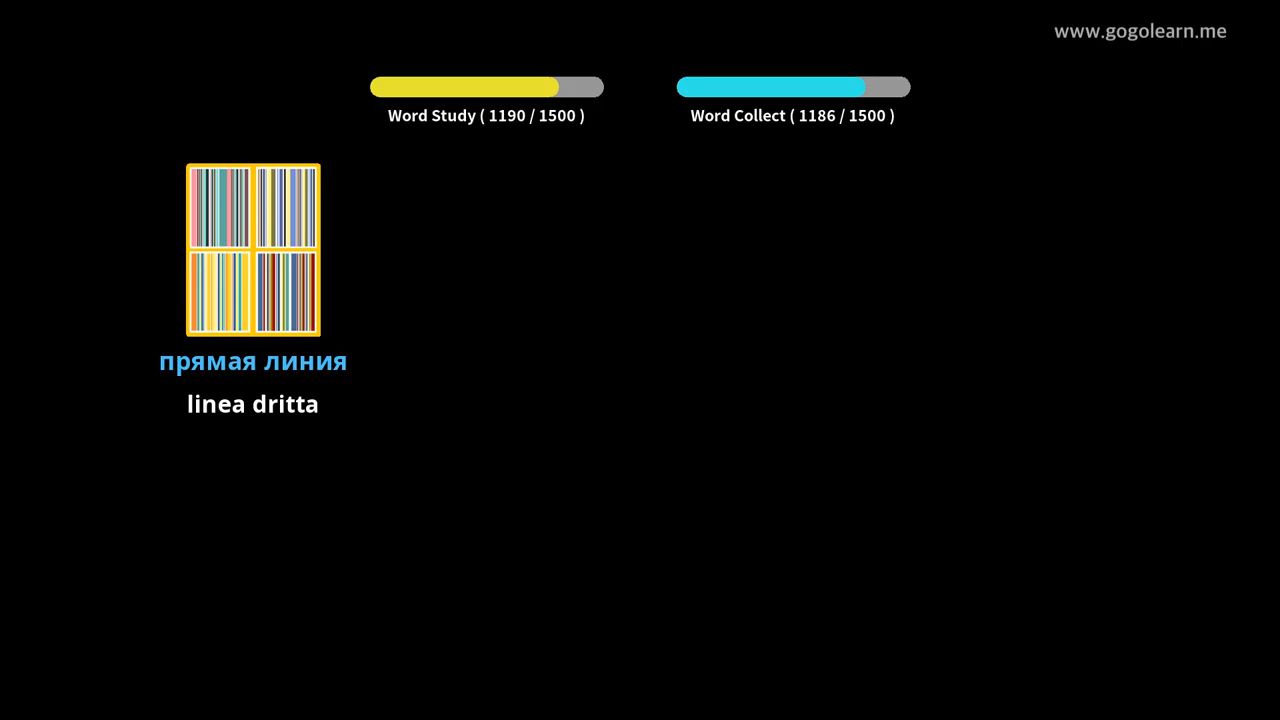 www.gogolearn.me
Word Study ( 1190 / 1500 )
Word Collect ( 1186 / 1500 )
прямая линия
linea dritta